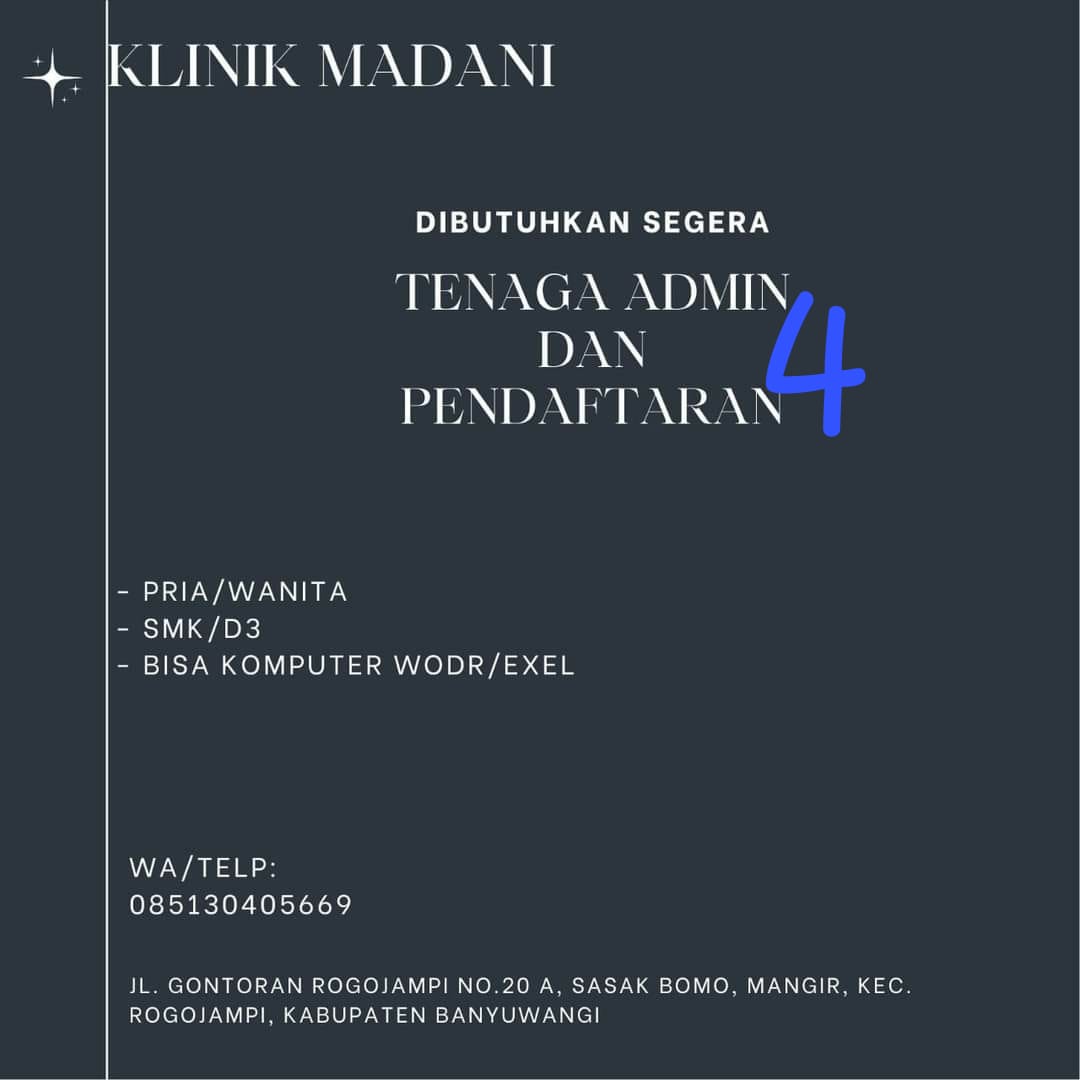 KLINIK MADANI
DIBUTUHKAN SEGERA
TENAGA ADMIN
DAN
PENDAFTARAN
4
- PRIA/WANITA
- SMK/D3
- BISA KOMPUTER WODR/EXEL
WA/TELP:
085130405669
JL. GONTORAN ROGOJAMPI NO.20 A, SASAK BOMO, MANGIR, KEC.
ROGOJAMPI, KABUPATEN BANYUWANGI